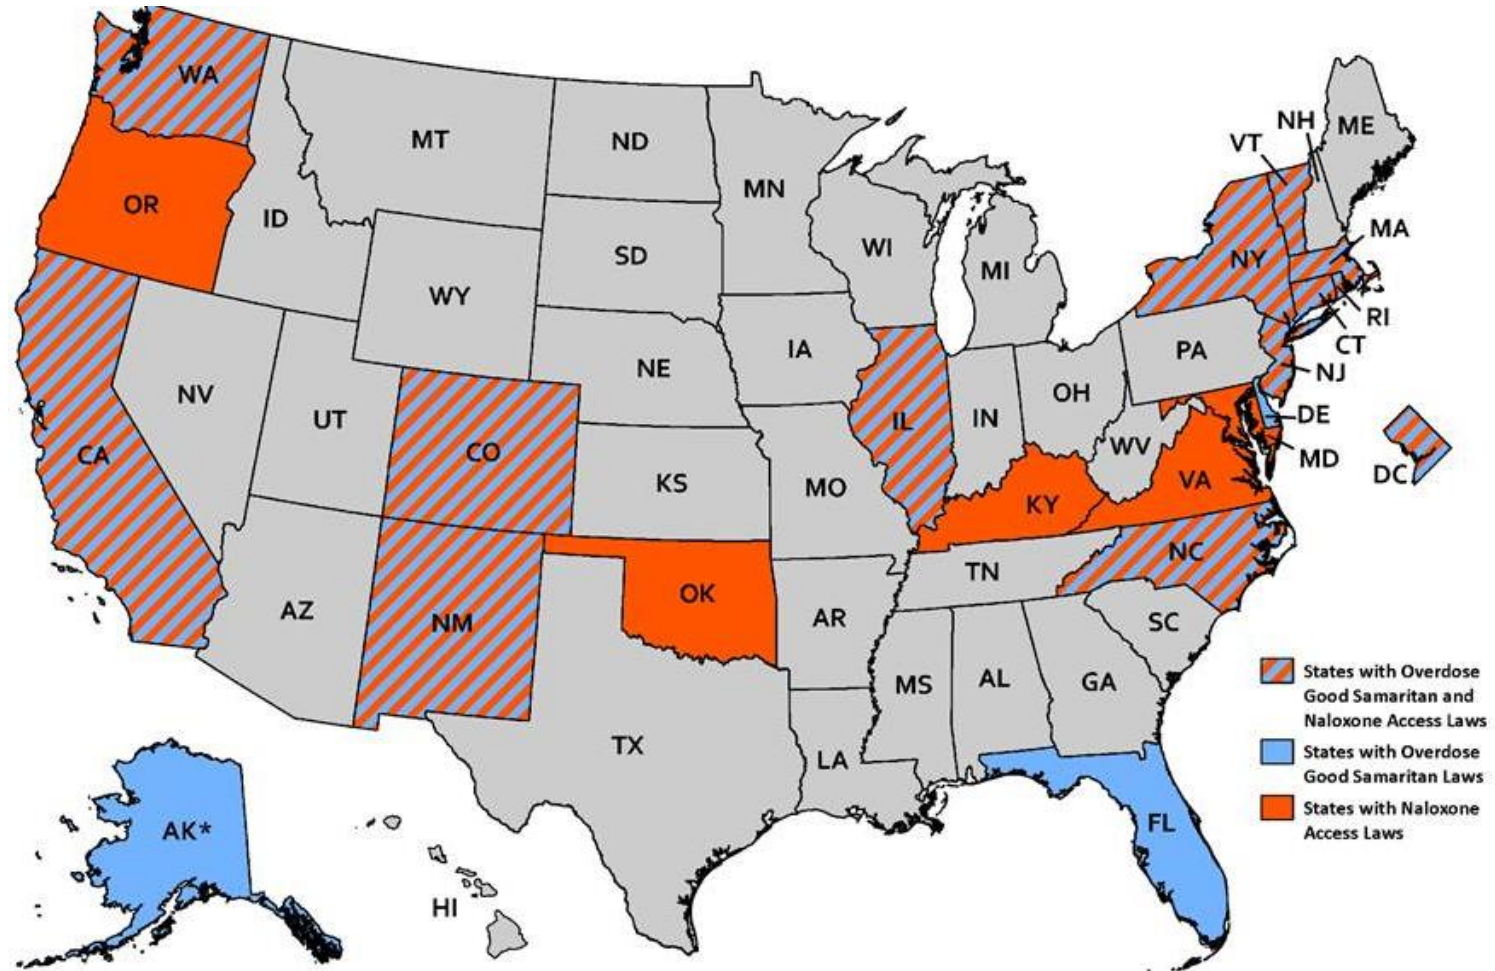 WA
MT
ND
MN
OR
ID
SD
WI
MI
WY
NV
UT
CO
NE
IA
CA
KS
MO
IL
IN
OH
PA
NY
VT
NH
ME
MA
RI
CT
NJ
DE
MD
DC
WV
VA
KY
NC
TN
SC
AZ
NM
OK
AR
TX
LA
MS
AL
GA
FL
AK*
HI
States with Overdose
Good Samaritan and
Naloxone Access Laws
States with Overdose
Good Samaritan Laws
States with Naloxone
Access Laws